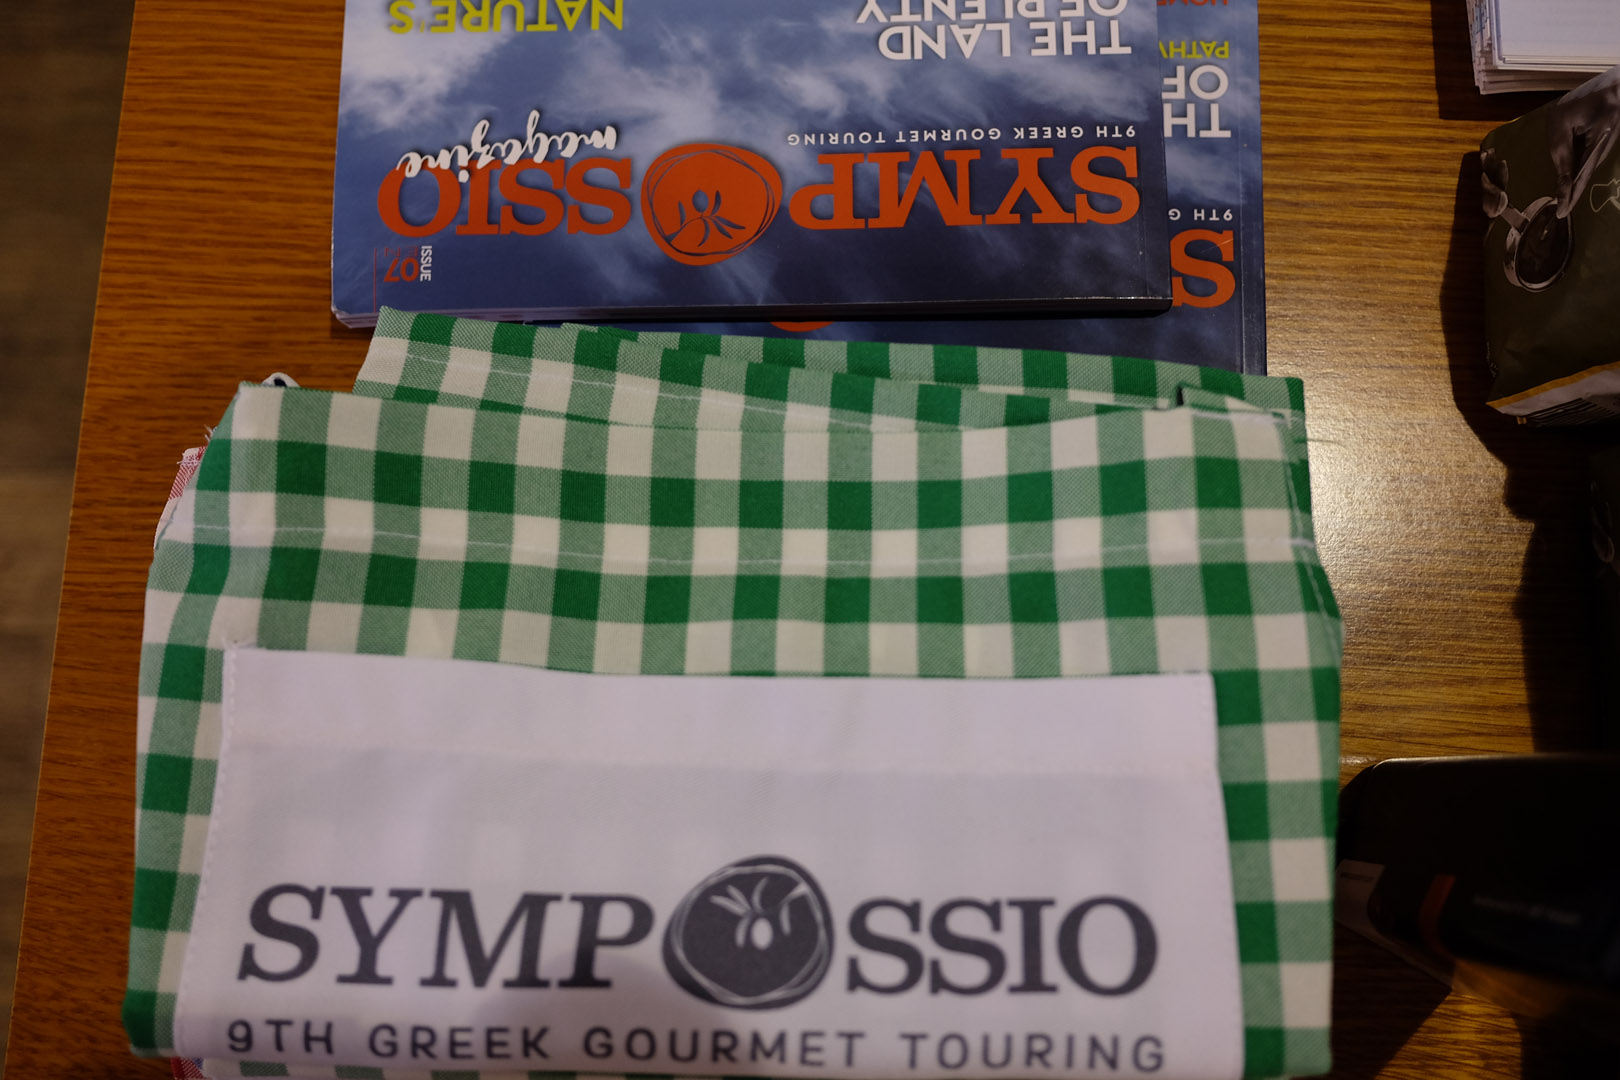 NATURE'S
THE LAND
OF PLENTY
9TH GREEK GOURMET TOURING
SYMPOSSIO
magazine
ISSUE
07
PATHW
TH
OF
9TH G
S
SYMPOSSIO
9TH GREEK GOURMET TOURING